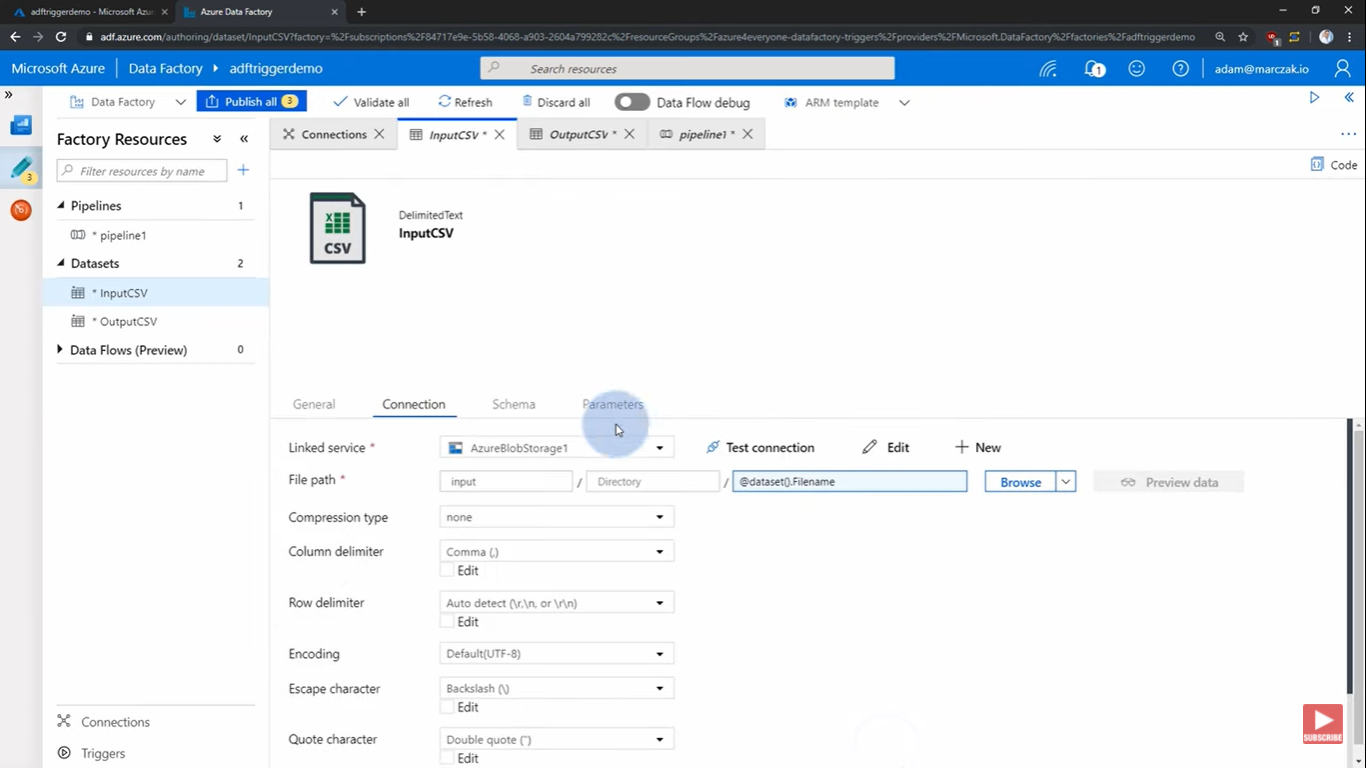 adftriggerdemo - Microsoft Azu
Azure Data Factory
adf.azure.com/authoring/dataset/InputCSV?factory=%2Fsubscriptions%2F84717e9e-5b58-4068-a903-2604a799282c%2FresourceGroups%2Fazure4everyone-datafactory-triggers%2Fproviders%2FMicrosoft.DataFactory%2Ffactories%2Fadftriggerdemo
Microsoft Azure
Data Factory
adftriggerdemo
Search resources
1
adam@marczak.io
Data Factory
Publish all 3
Validate all
Refresh
Discard all
Data Flow debug
ARM template
Factory Resources
Connections
InputCSV *
OutputCSV *
pipeline1 *
Filter resources by name
Code
3
Pipelines 1
* pipeline1
Datasets 2
* InputCSV
* OutputCSV
Data Flows (Preview) 0
CSV
DelimitedText
InputCSV
General
Connection
Schema
Parameters
Linked service *
AzureBlobStorage1
Test connection
Edit
New
File path *
input / Directory / @dataset().Filename
Browse
Preview data
Compression type
none
Column delimiter
Comma (,)
Edit
Row delimiter
Auto detect (\r,\n, or \r\n)
Edit
Encoding
Default(UTF-8)
Escape character
Backslash (\)
Edit
Quote character
Double quote (")
Edit
Connections
Triggers
SUBSCRIBE